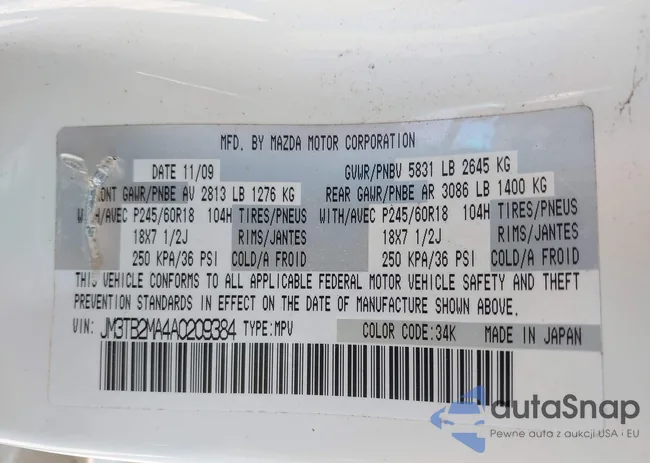 MFD. BY MAZDA MOTOR CORPORATION
DATE 11/09 GVWR/PNBV 5831 LB 2645 KG
RONT GAWR/PNBE AV 2813 LB 1276 KG REAR GAWR/PNBE AR 3086 LB 1400 KG
WITH/AVEC P245/60R18 104H TIRES/PNEUS WITH/AVEC P245/60R18 104H TIRES/PNEUS
18X7 1/2J RIMS/JANTES 18X7 1/2J RIMS/JANTES
250 KPA/36 PSI COLD/A FROID 250 KPA/36 PSI COLD/A FROID
THIS VEHICLE CONFORMS TO ALL APPLICABLE FEDERAL MOTOR VEHICLE SAFETY AND THEFT
PREVENTION STANDARDS IN EFFECT ON THE DATE OF MANUFACTURE SHOWN ABOVE.
VIN: JM3TB2MA4A0209384 TYPE:MPV COLOR CODE:34K MADE IN JAPAN
autaSnap
Pewne auta z aukcji USA i EU